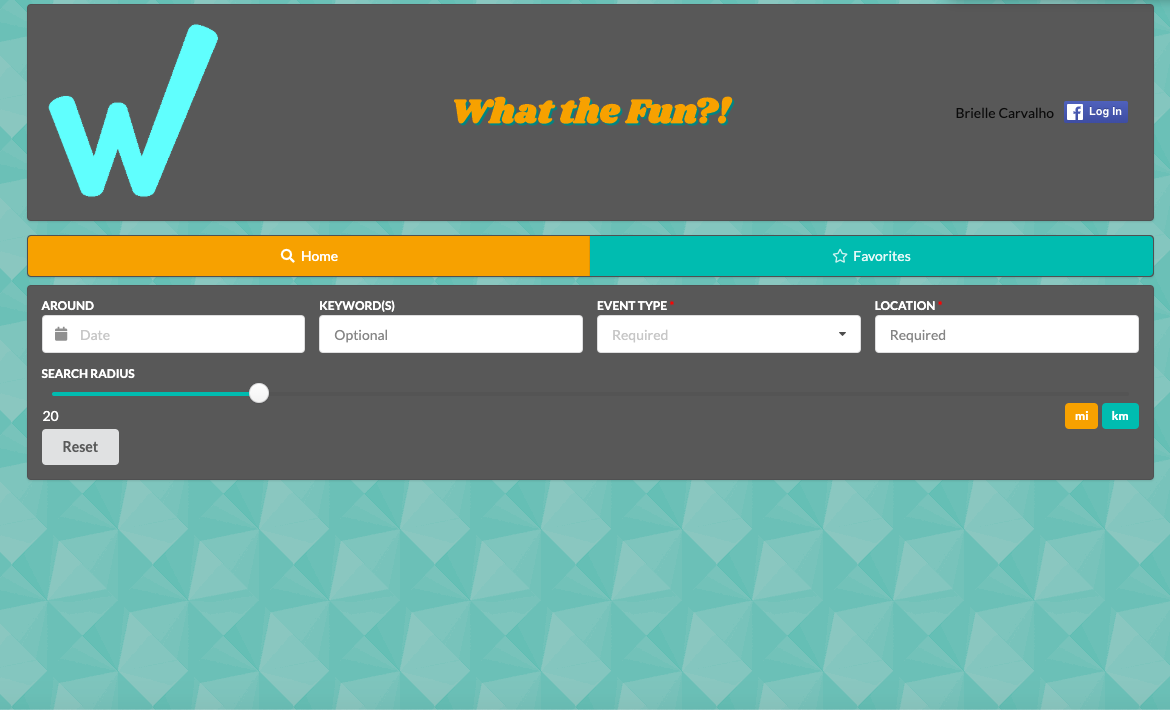 W
What the Fun?!
Brielle Carvalho
Log In
Home
Favorites
AROUND
Date
KEYWORD(S)
Optional
EVENT TYPE *
Required
LOCATION *
Required
SEARCH RADIUS
20
mi
km
Reset